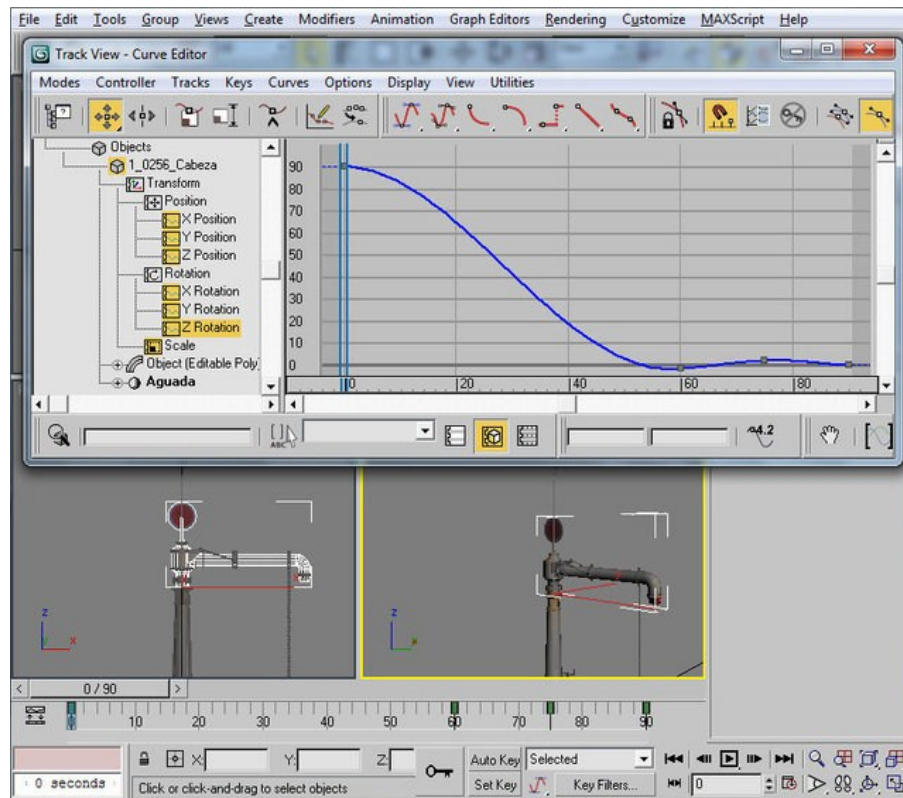 File Edit Tools Group Views Create Modifiers Animation Graph Editors Rendering Customize MAXScript Help
Track View - Curve Editor
Modes Controller Tracks Keys Curves Options Display View Utilities
Objects
1_0256_Cabeza
Transform
Position
X Position
Y Position
Z Position
Rotation
X Rotation
Y Rotation
Z Rotation
Scale
Object (Editable Poly
Aguada
90
80
70
60
50
40
30
20
10
0
0 20 40 60 80
[ ] ABC
4.2
z
x
z
0 / 90
0 10 20 30 40 50 60 70 80 90
X: Y: Z: Auto Key Selected
0 seconds Click or click-and-drag to select objects Set Key Key Filters... 0